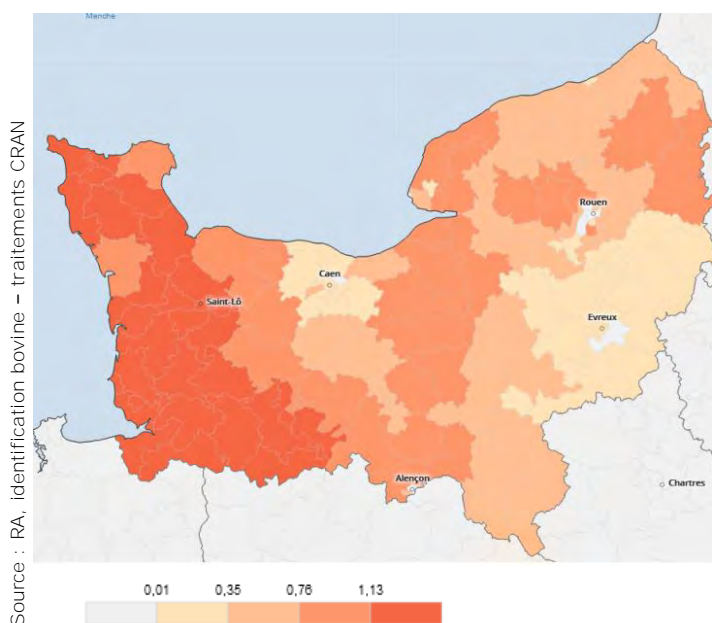 Manche
Rouen
Caen
Saint-Lô
Evreux
Alençon
Chartres
0,01 0,35 0,76 1,13
Source : RA, identification bovine – traitements CRAN